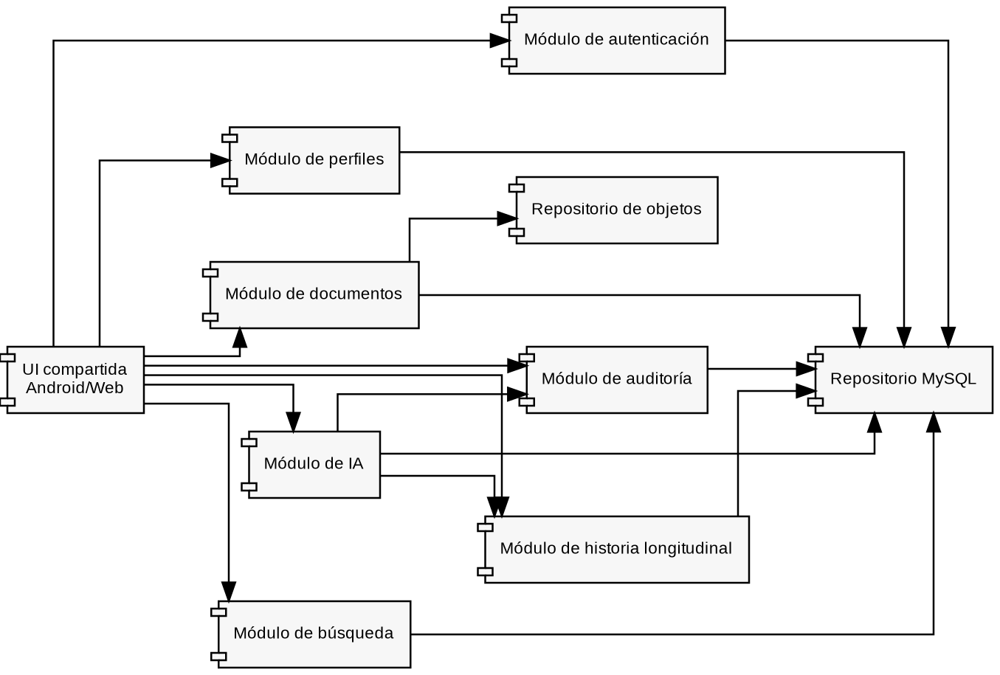 Módulo de autenticación
Módulo de perfiles
Repositorio de objetos
Módulo de documentos
UI compartida
Android/Web
Módulo de auditoría
Repositorio MySQL
Módulo de IA
Módulo de historia longitudinal
Módulo de búsqueda